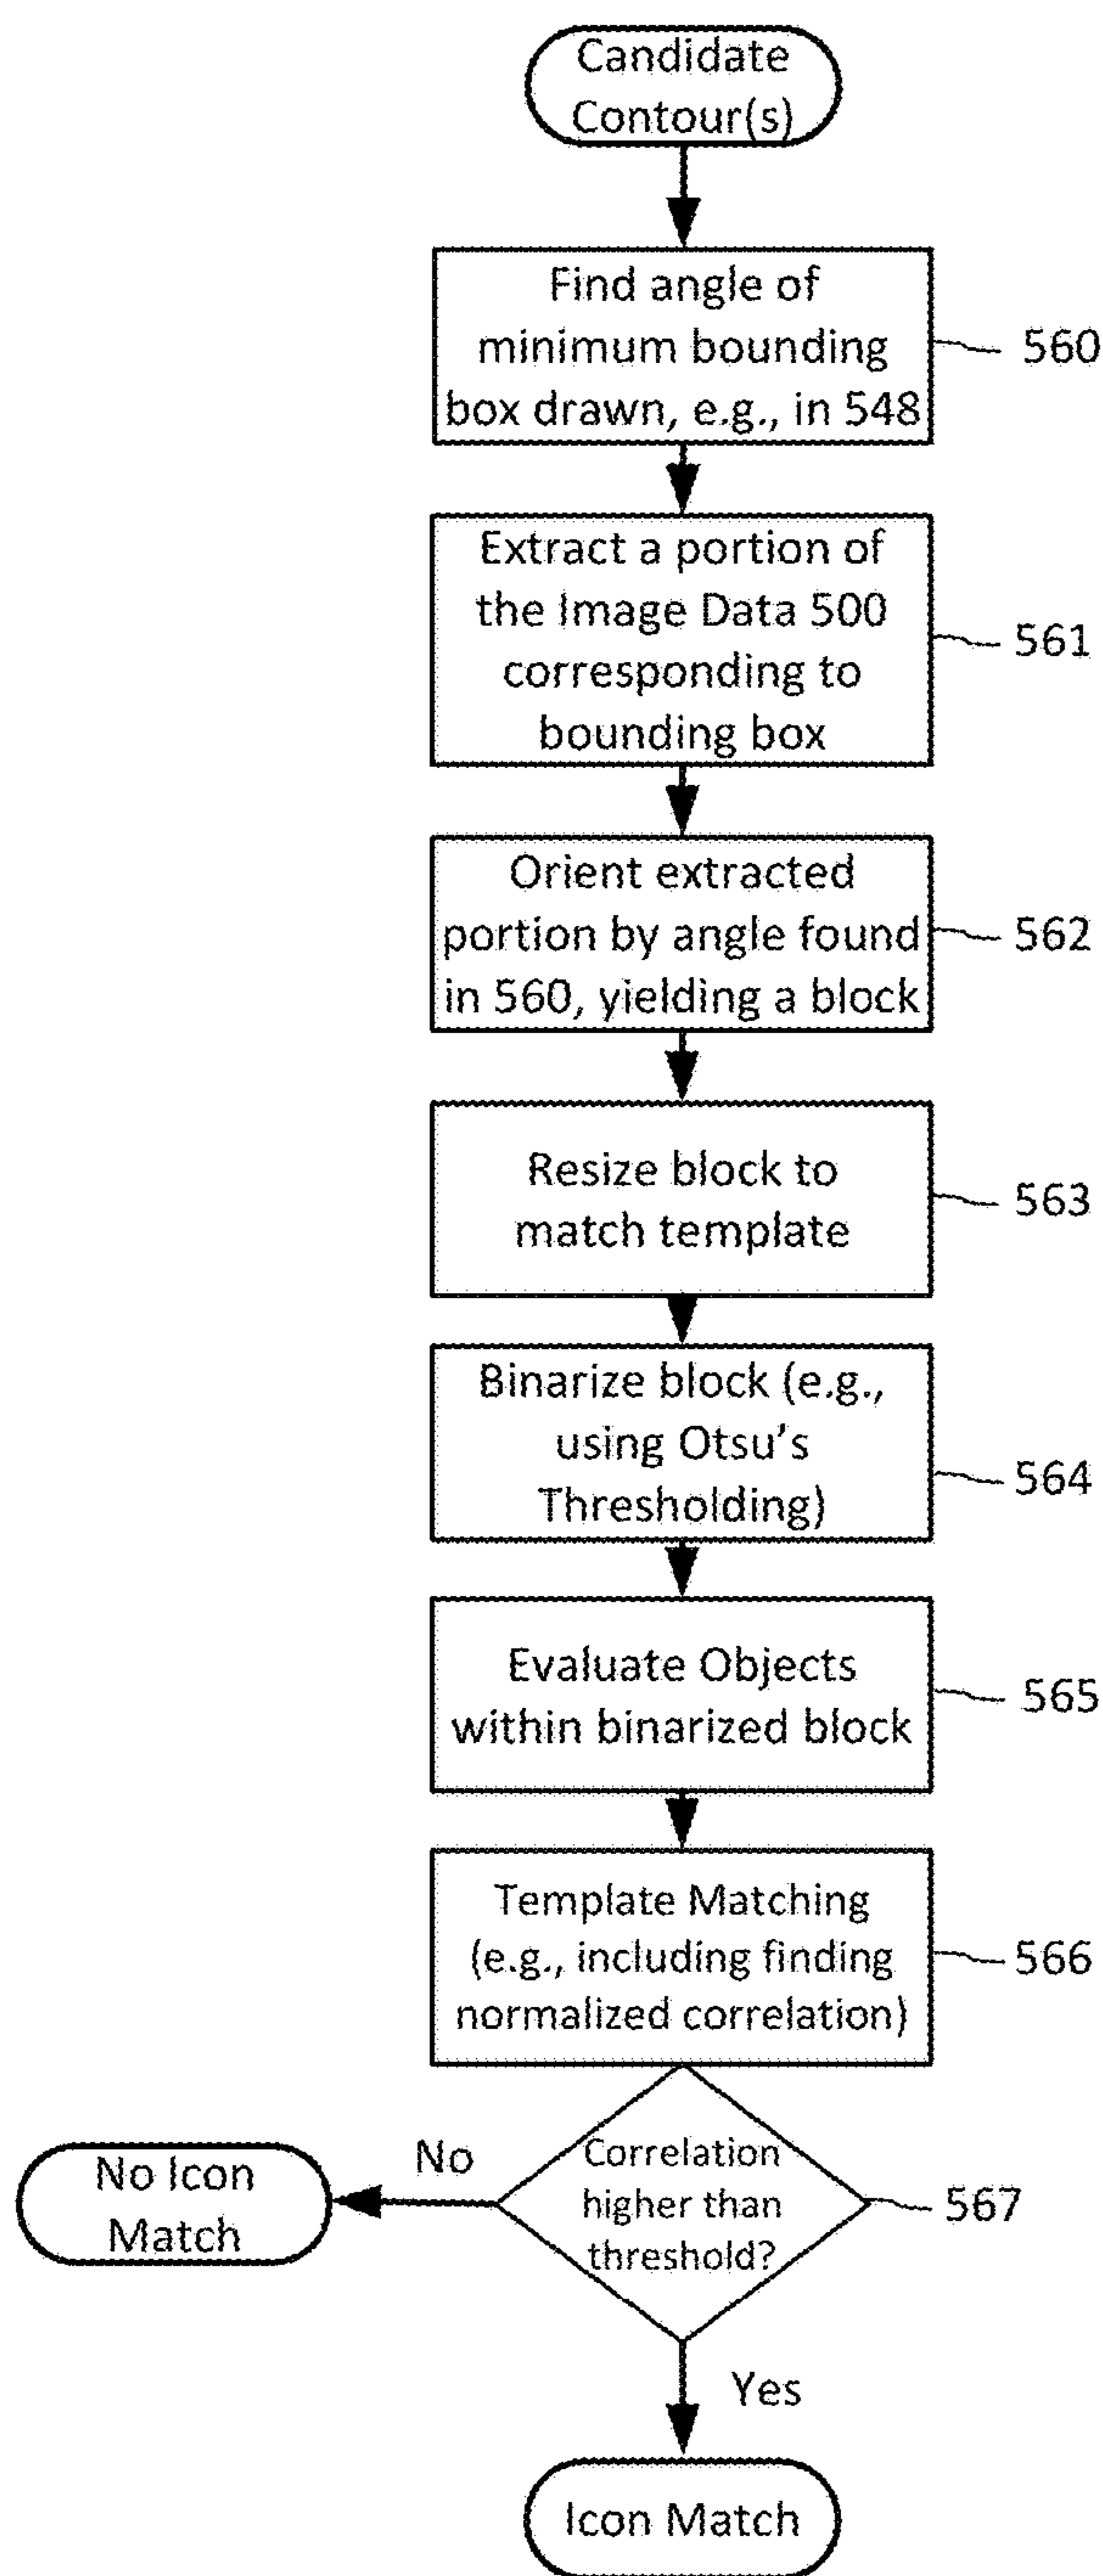 Candidate
Contour(s)
Find angle of
minimum bounding
box drawn, e.g., in 548
560
Extract a portion of
the Image Data 500
corresponding to
bounding box
561
Orient extracted
portion by angle found
in 560, yielding a block
562
Resize block to
match template
563
Binarize block (e.g.,
using Otsu's
Thresholding)
564
Evaluate Objects
within binarized block
565
Template Matching
(e.g., including finding
normalized correlation)
566
Correlation
higher than
threshold?
567
No
No Icon
Match
Yes
Icon Match